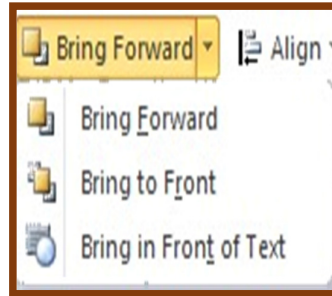 Bring Forward Align
Bring Forward
Bring to Front
Bring in Front of Text